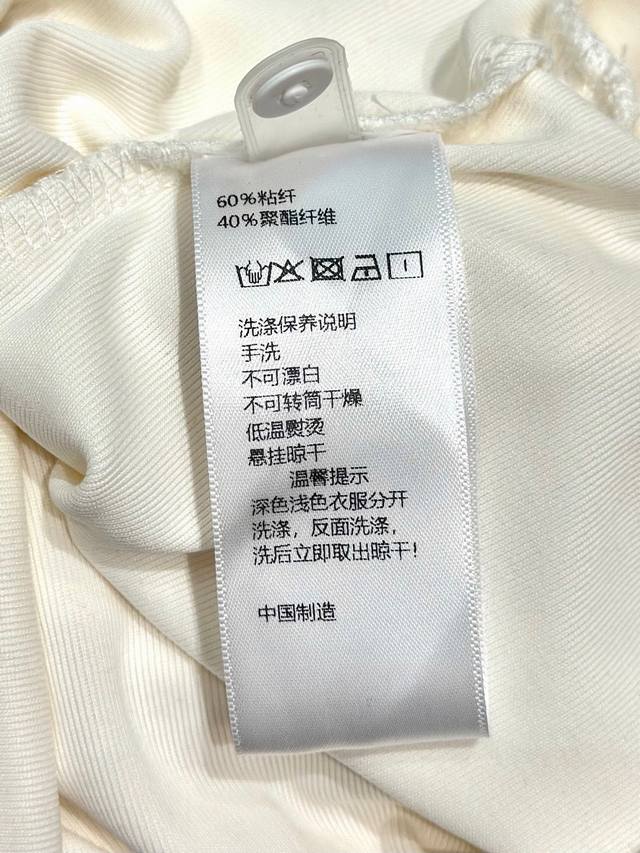 60%粘纤
40%聚酯纤维
洗涤保养说明
手洗
不可漂白
不可转筒干燥
低温熨烫
悬挂晾干
温馨提示
深色浅色衣服分开
洗涤，反面洗涤，
洗后立即取出晾干！
中国制造